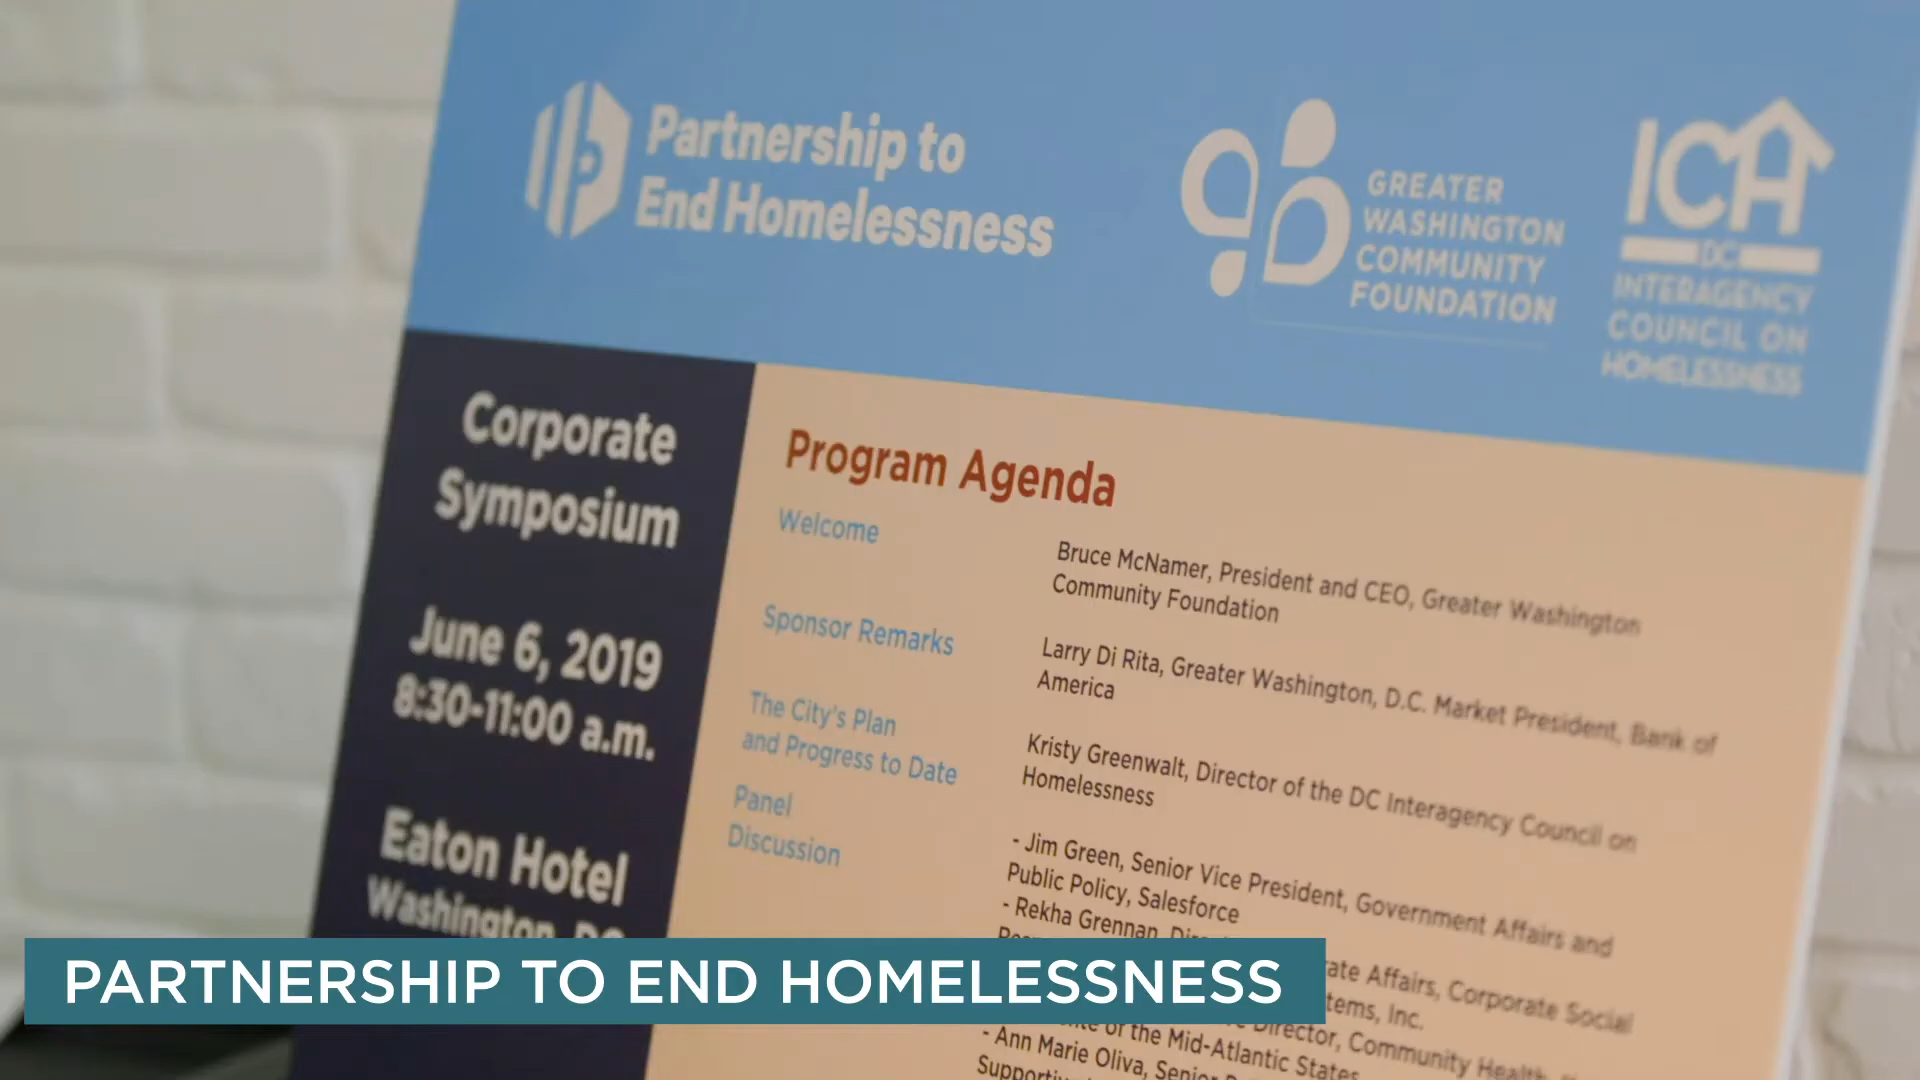 Partnership to
End Homelessness
GREATER
WASHINGTON
COMMUNITY
FOUNDATION
ICH
DC
INTERAGENCY
COUNCIL ON
HOMELESSNESS
Corporate
Symposium
June 6, 2019
8:30-11:00 a.m.
Eaton Hotel
Washington, DC
Program Agenda
Welcome
Bruce McNamer, President and CEO, Greater Washington
Community Foundation
Sponsor Remarks
Larry Di Rita, Greater Washington, D.C. Market President, Bank of
America
The City's Plan
and Progress to Date
Kristy Greenwalt, Director of the DC Interagency Council on
Homelessness
Panel
Discussion
- Jim Green, Senior Vice President, Government Affairs and
Public Policy, Salesforce
- Rekha Grennan,
Affairs, Corporate Social
Inc.
Director, Community Health
of the Mid-Atlantic States
- Ann Marie Oliva, Senior
PARTNERSHIP TO END HOMELESSNESS